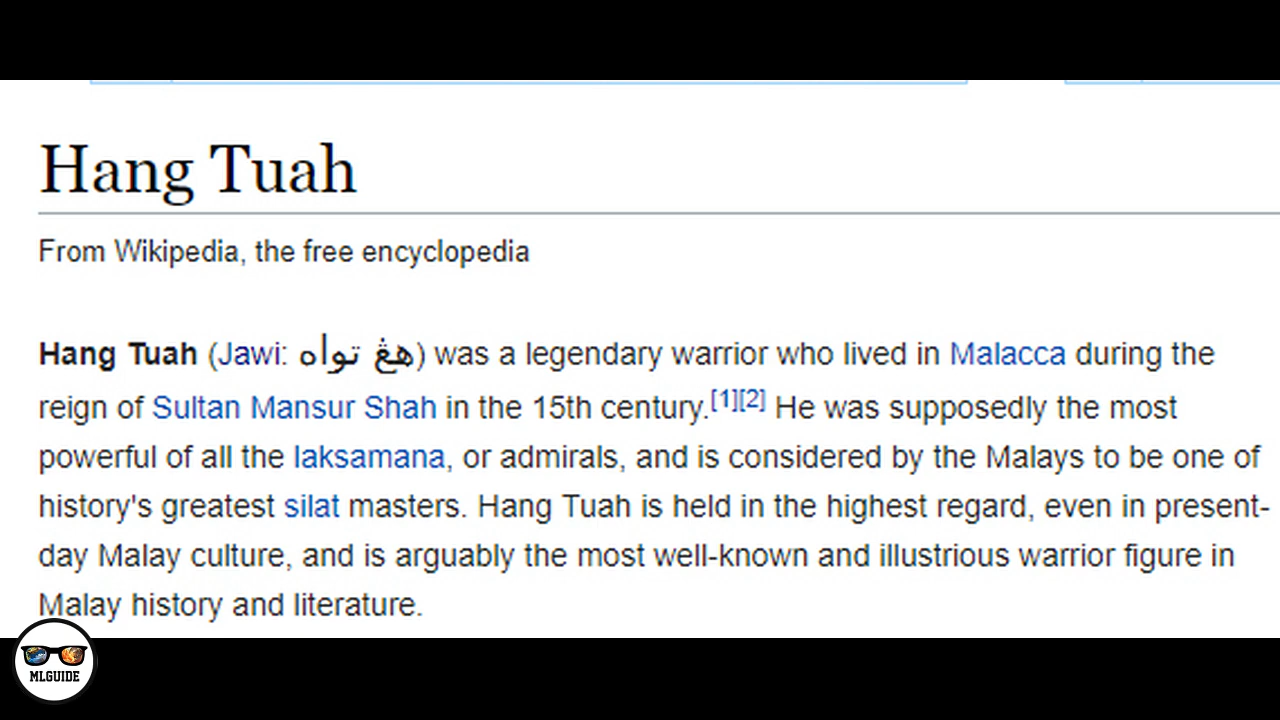 Hang Tuah
From Wikipedia, the free encyclopedia
Hang Tuah (Jawi: هڠ تواه) was a legendary warrior who lived in Malacca during the
reign of Sultan Mansur Shah in the 15th century.[1][2] He was supposedly the most
powerful of all the laksamana, or admirals, and is considered by the Malays to be one of
history's greatest silat masters. Hang Tuah is held in the highest regard, even in present-
day Malay culture, and is arguably the most well-known and illustrious warrior figure in
Malay history and literature.
MLGUIDE